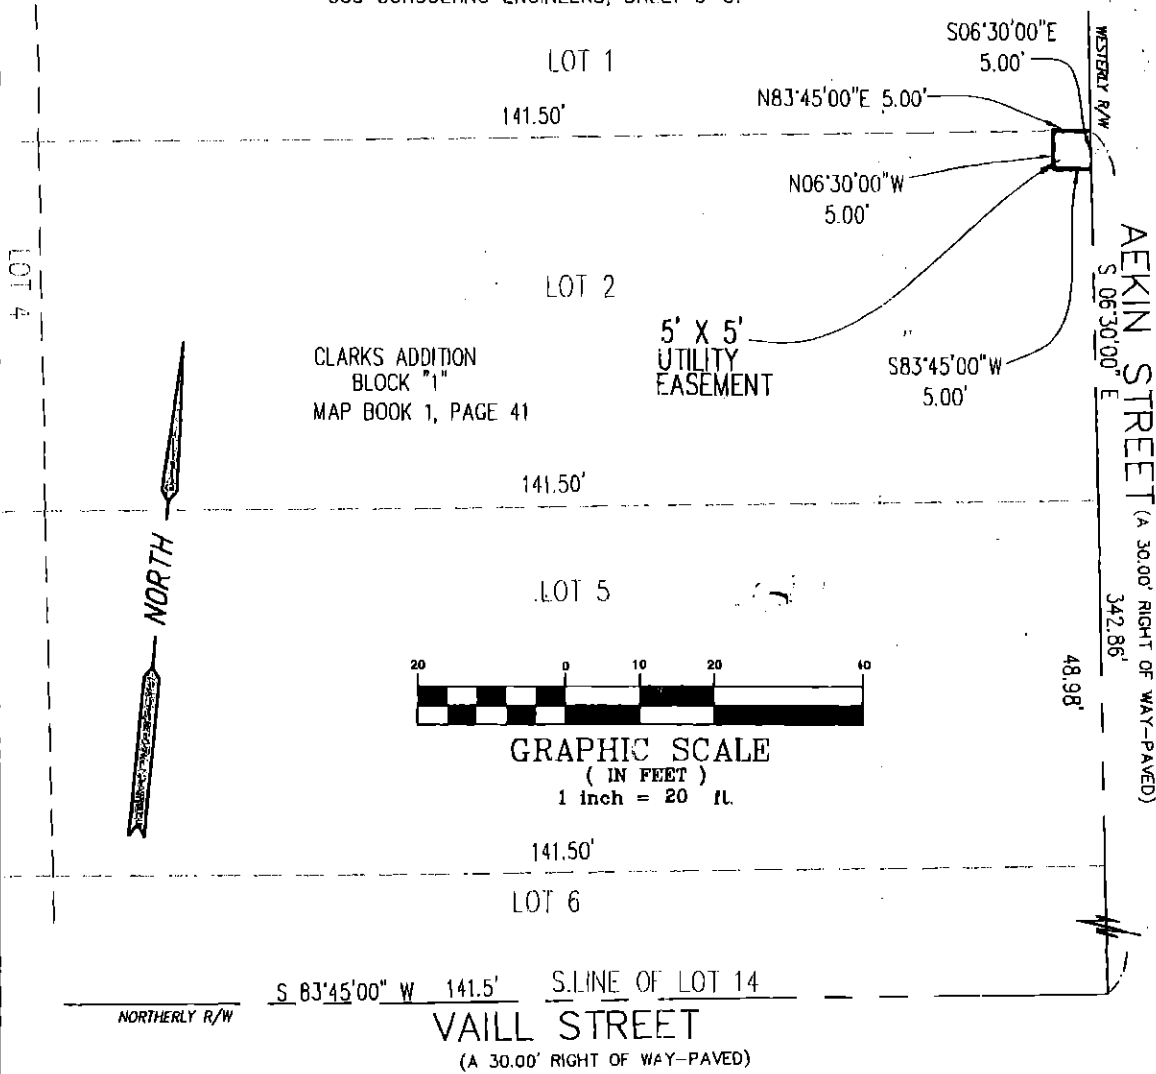 LOT 1
S06°30'00"E
5.00'
WESTERLY R/W
N83°45'00"E 5.00'
141.50'
N06°30'00"W
5.00'
LOT 4
LOT 2
AEKIN STREET (A 30.00' RIGHT OF WAY-PAVED)
S 06°30'00" E
342.86'
5' X 5'
UTILITY
EASEMENT
S83°45'00"W
5.00'
CLARKS ADDITION
BLOCK "1"
MAP BOOK 1, PAGE 41
141.50'
NORTH
LOT 5
48.98'
20 0 10 20 40
GRAPHIC SCALE
( IN FEET )
1 inch = 20 ft.
141.50'
LOT 6
S 83°45'00" W 141.5' S.LINE OF LOT 14
NORTHERLY R/W
VAILL STREET
(A 30.00' RIGHT OF WAY-PAVED)